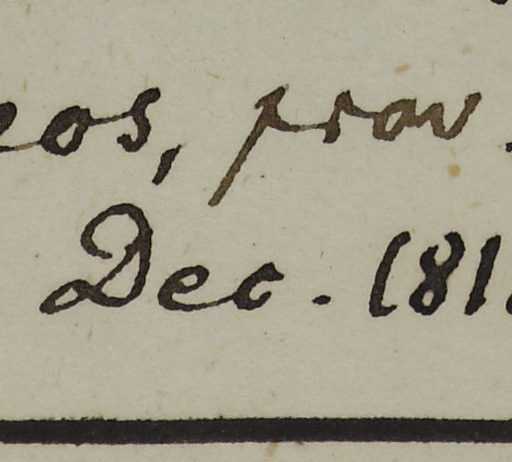 eos, prov
Dec. 181